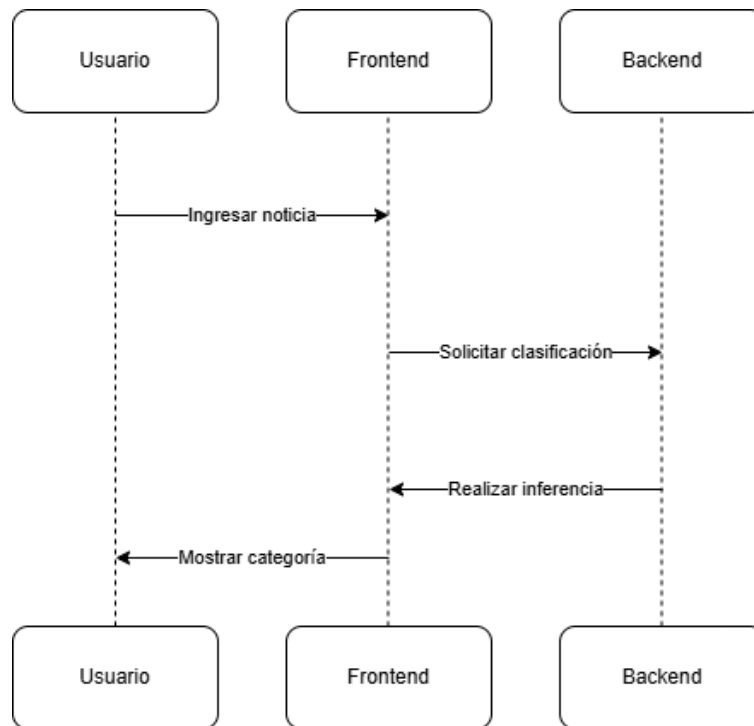 Usuario
Frontend
Backend
Ingresar noticia
Solicitar clasificación
Realizar inferencia
Mostrar categoría
Usuario
Frontend
Backend